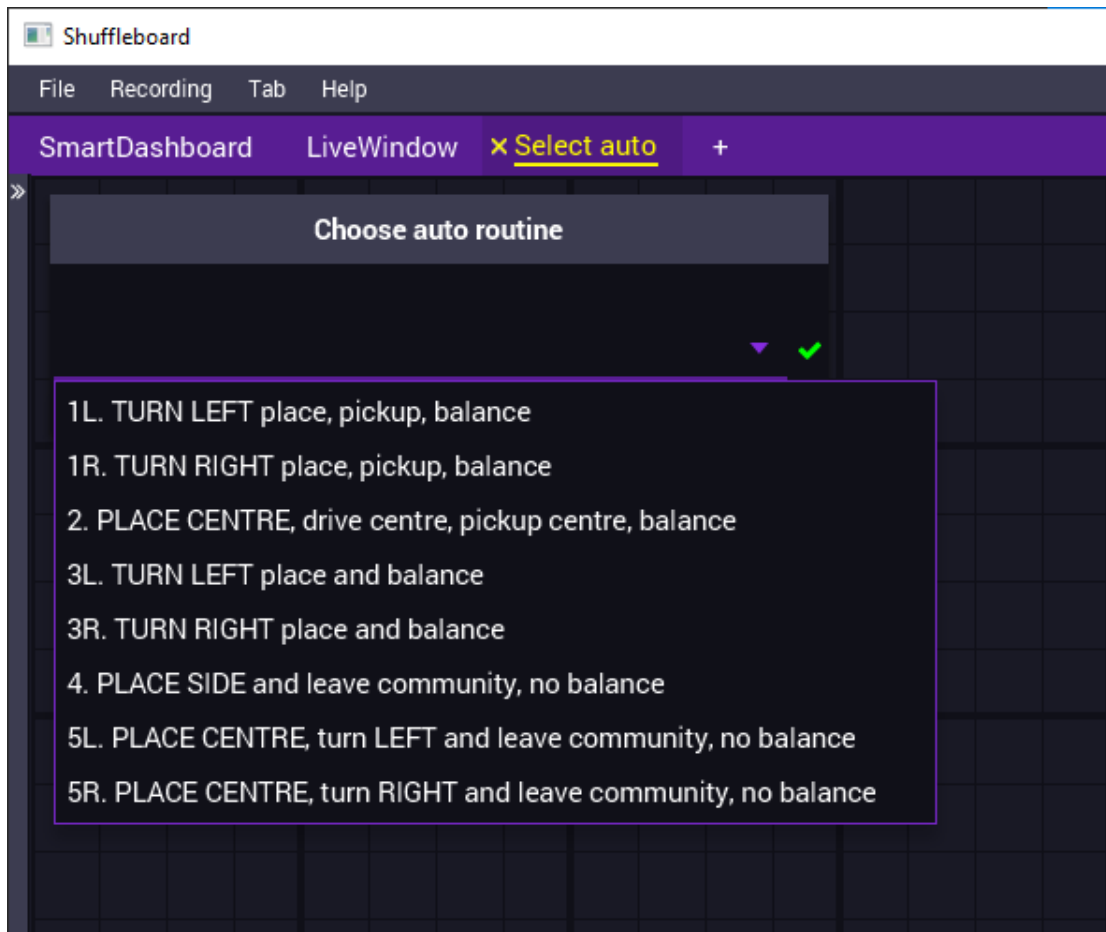 Shuffleboard
File Recording Tab Help
SmartDashboard LiveWindow Select auto +
Choose auto routine
1L. TURN LEFT place, pickup, balance
1R. TURN RIGHT place, pickup, balance
2. PLACE CENTRE, drive centre, pickup centre, balance
3L. TURN LEFT place and balance
3R. TURN RIGHT place and balance
4. PLACE SIDE and leave community, no balance
5L. PLACE CENTRE, turn LEFT and leave community, no balance
5R. PLACE CENTRE, turn RIGHT and leave community, no balance